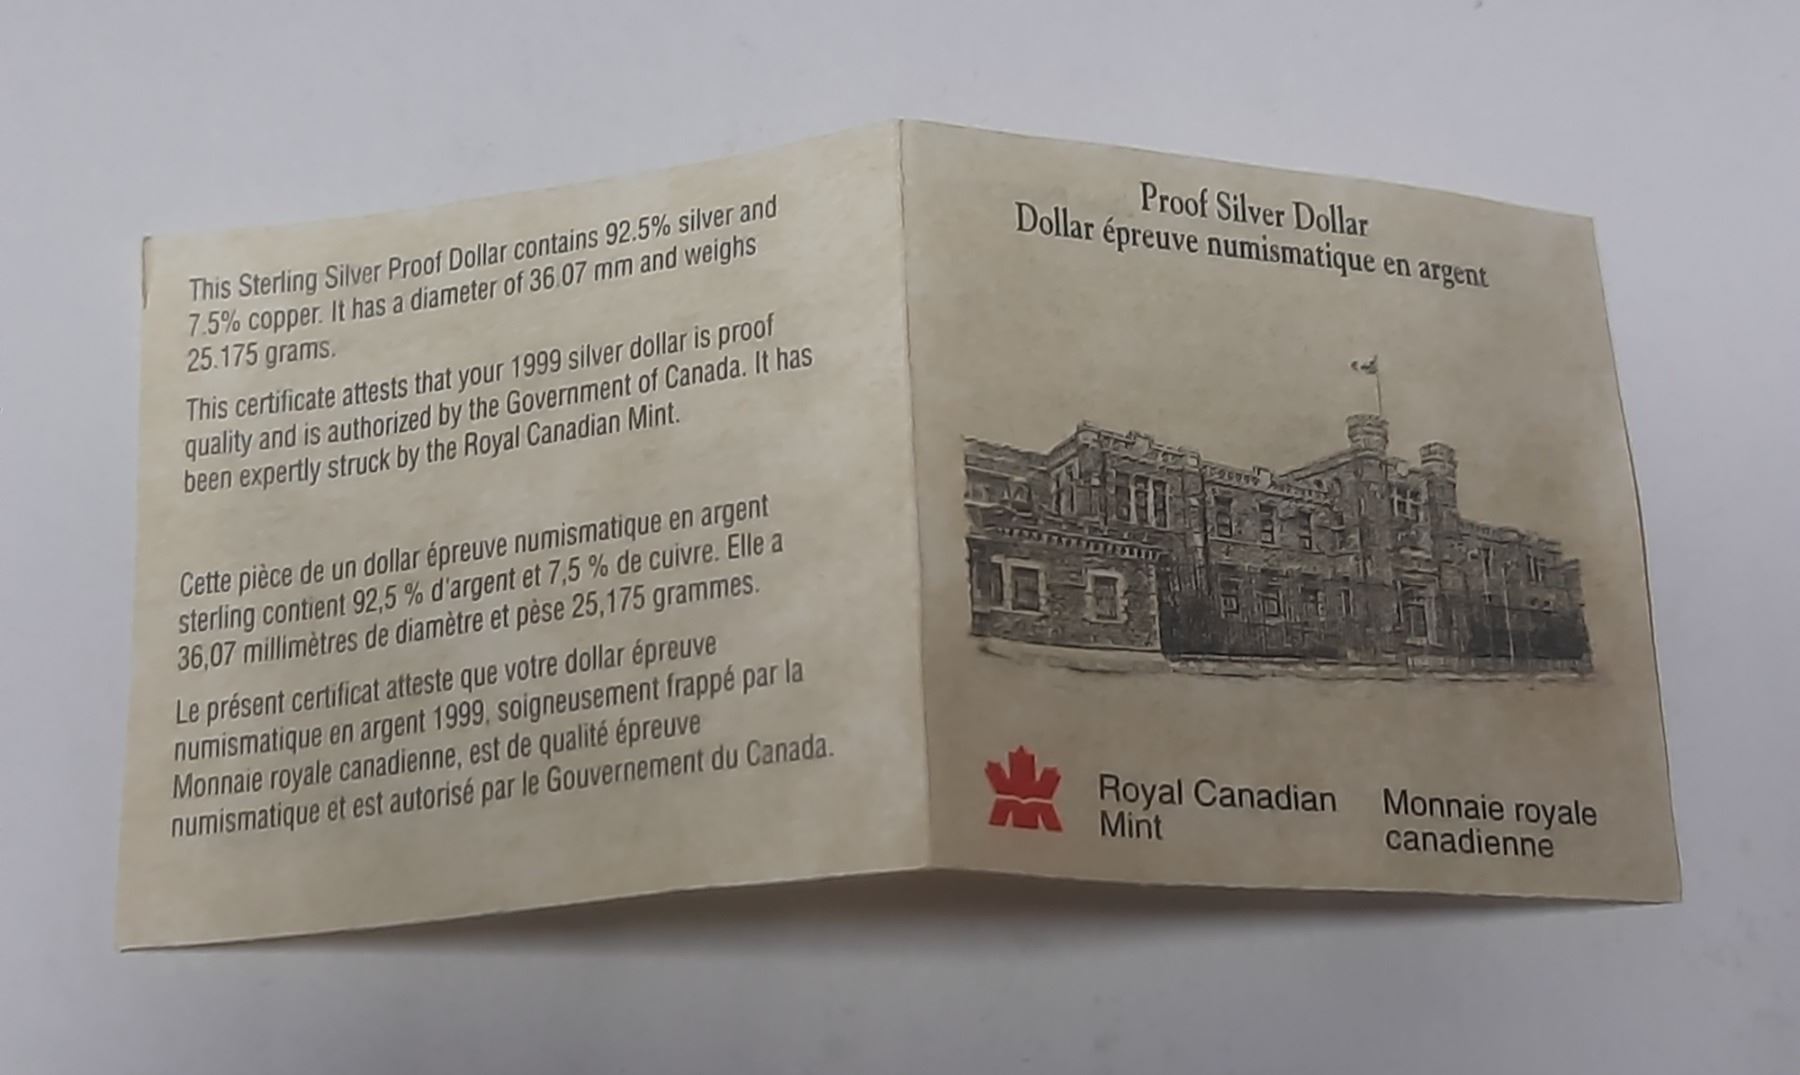 This Sterling Silver Proof Dollar contains 92.5% silver and
7.5% copper. It has a diameter of 36.07 mm and weighs
25.175 grams.
This certificate attests that your 1999 silver dollar is proof
quality and is authorized by the Government of Canada. It has
been expertly struck by the Royal Canadian Mint.
Cette pièce de un dollar épreuve numismatique en argent
sterling contient 92,5 % d'argent et 7,5 % de cuivre. Elle a
36,07 millimètres de diamètre et pèse 25,175 grammes.
Le présent certificat atteste que votre dollar épreuve
numismatique en argent 1999, soigneusement frappé par la
Monnaie royale canadienne, est de qualité épreuve
numismatique et est autorisé par le Gouvernement du Canada.
Proof Silver Dollar
Dollar épreuve numismatique en argent
Royal Canadian
Mint
Monnaie royale
canadienne